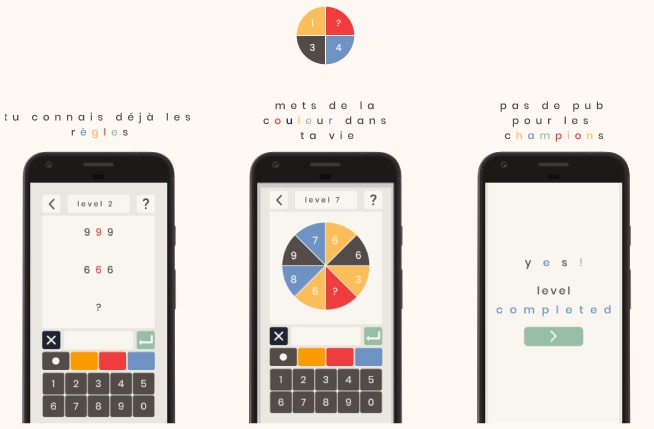 1 ?
3 4
tu connais déjà les
règles
mets de la
couleur dans
ta vie
pas de pub
pour les
champions
level 2
?
9 9 9
6 6 6
?
1 2 3 4 5
6 7 8 9 0
level 7
?
7 6
9 6
8 3
6 ?
1 2 3 4 5
6 7 8 9 0
yes!
level
completed